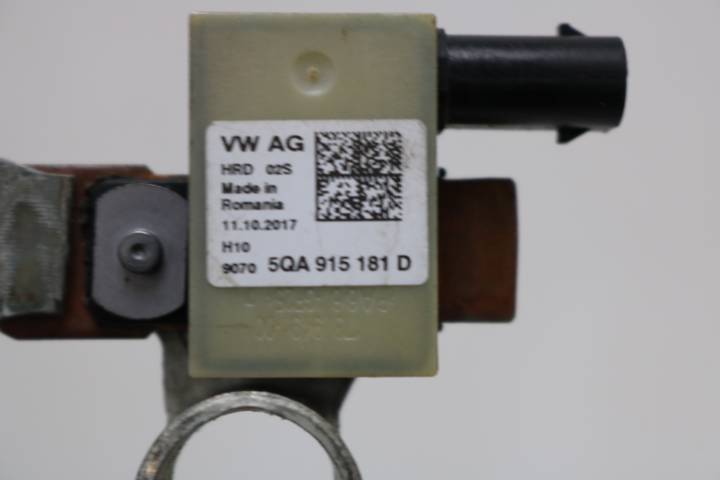 VW AG
HRD 02S
Made in
Romania
11.10.2017
H10
9070 5QA 915 181 D